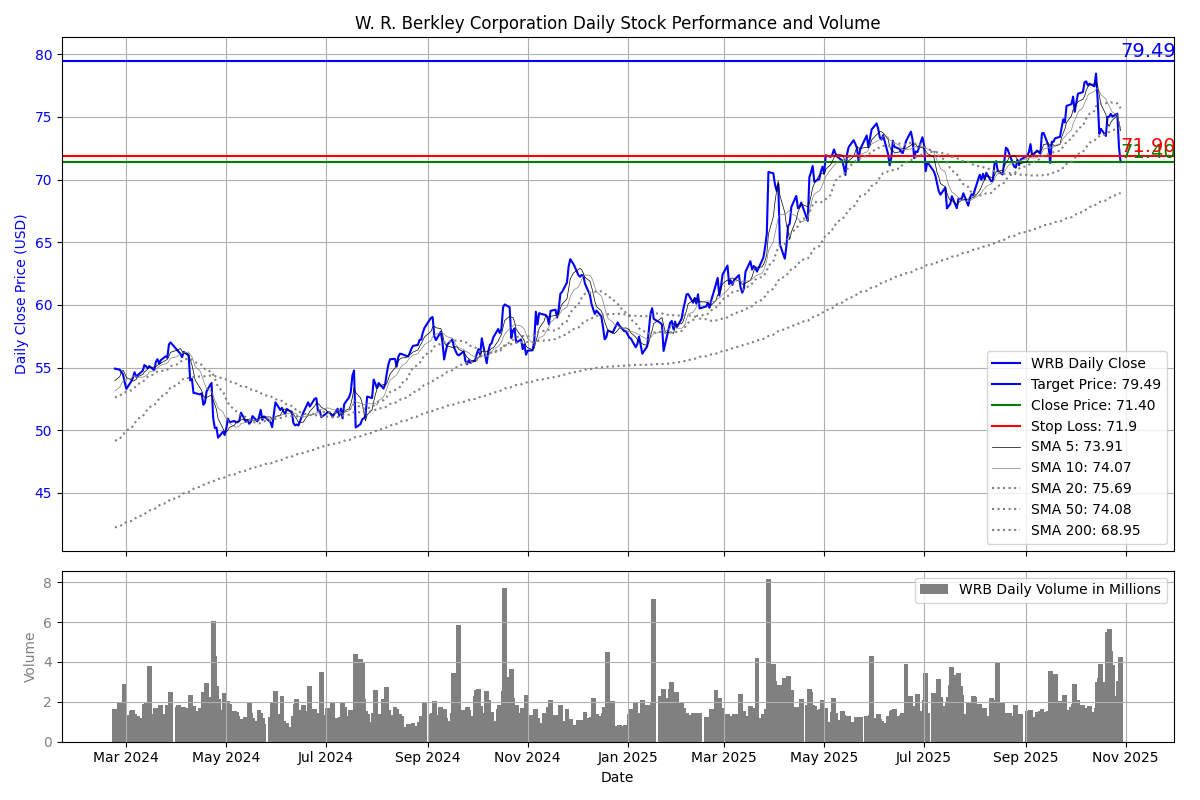 W. R. Berkley Corporation Daily Stock Performance and Volume
80
75
70
65
60
55
50
45
Daily Close Price (USD)
79.49
71.90
71.40
WRB Daily Close
Target Price: 79.49
Close Price: 71.40
Stop Loss: 71.9
SMA 5: 73.91
SMA 10: 74.07
SMA 20: 75.69
SMA 50: 74.08
SMA 200: 68.95
8
6
4
2
0
Volume
WRB Daily Volume in Millions
Mar 2024 May 2024 Jul 2024 Sep 2024 Nov 2024 Jan 2025 Mar 2025 May 2025 Jul 2025 Sep 2025 Nov 2025
Date